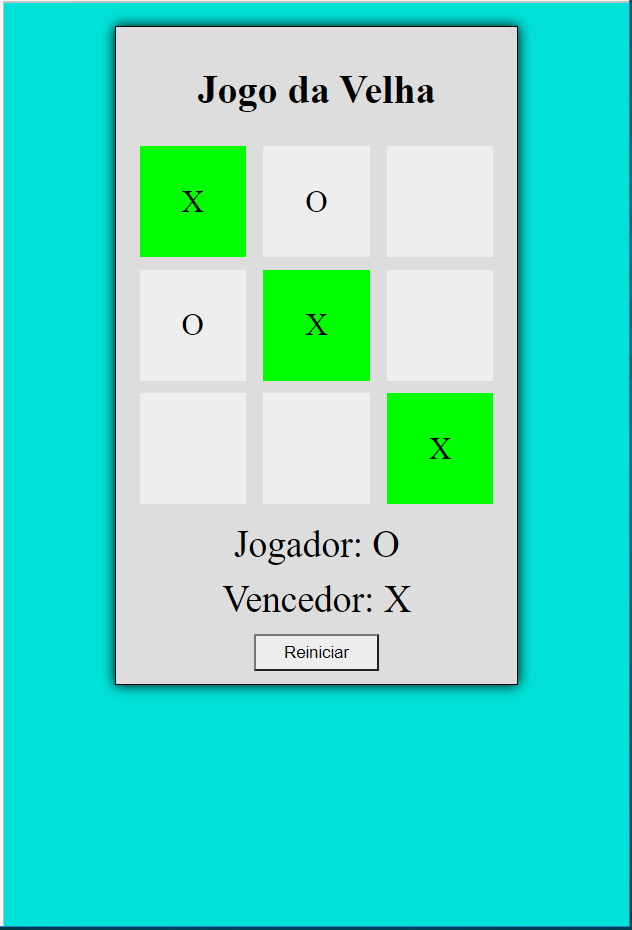 Jogo da Velha
X O
O X
X
Jogador: O
Vencedor: X
Reiniciar